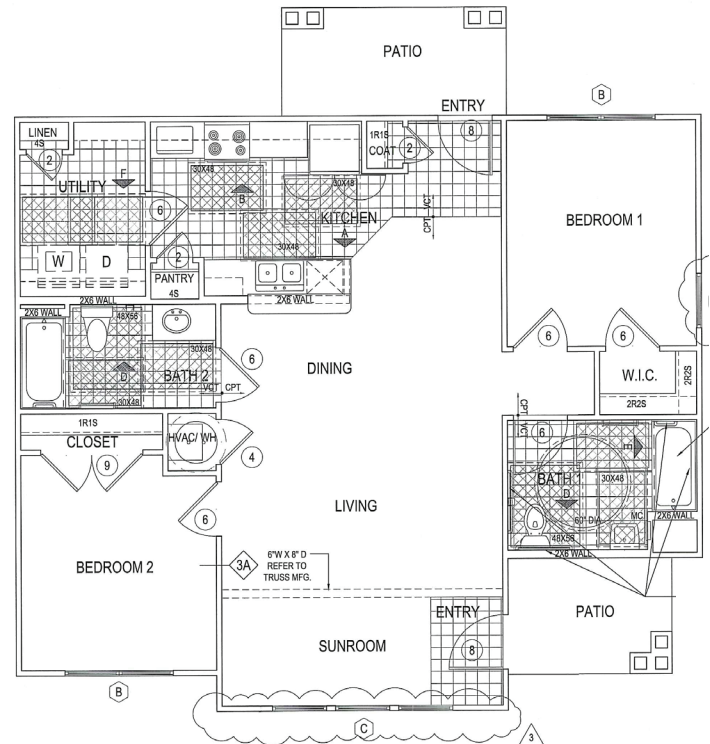 PATIO
B
ENTRY
LINEN
4S
2
1R1S
COAT
2
8
UTILITY
F
30X48
B
30X48
6
KITCHEN
A
30X48
CPT
VCT
BEDROOM 1
2
W
D
PANTRY
4S
2X6 WALL
2X6 WALL
2X6 WALL
48X56
30X48
BATH 2
D
30X48
VCT
CPT
6
DINING
6
6
W.I.C.
2R2S
2R2S
1R1S
CLOSET
HVAC/ WH
9
4
CPT
VCT
6
E
BATH 1
30X48
D
60" DIA.
MC
48X56
2X6 WALL
2X6 WALL
LIVING
6
BEDROOM 2
3A
6"W X 8" D
REFER TO
TRUSS MFG.
ENTRY
PATIO
SUNROOM
8
B
C
3